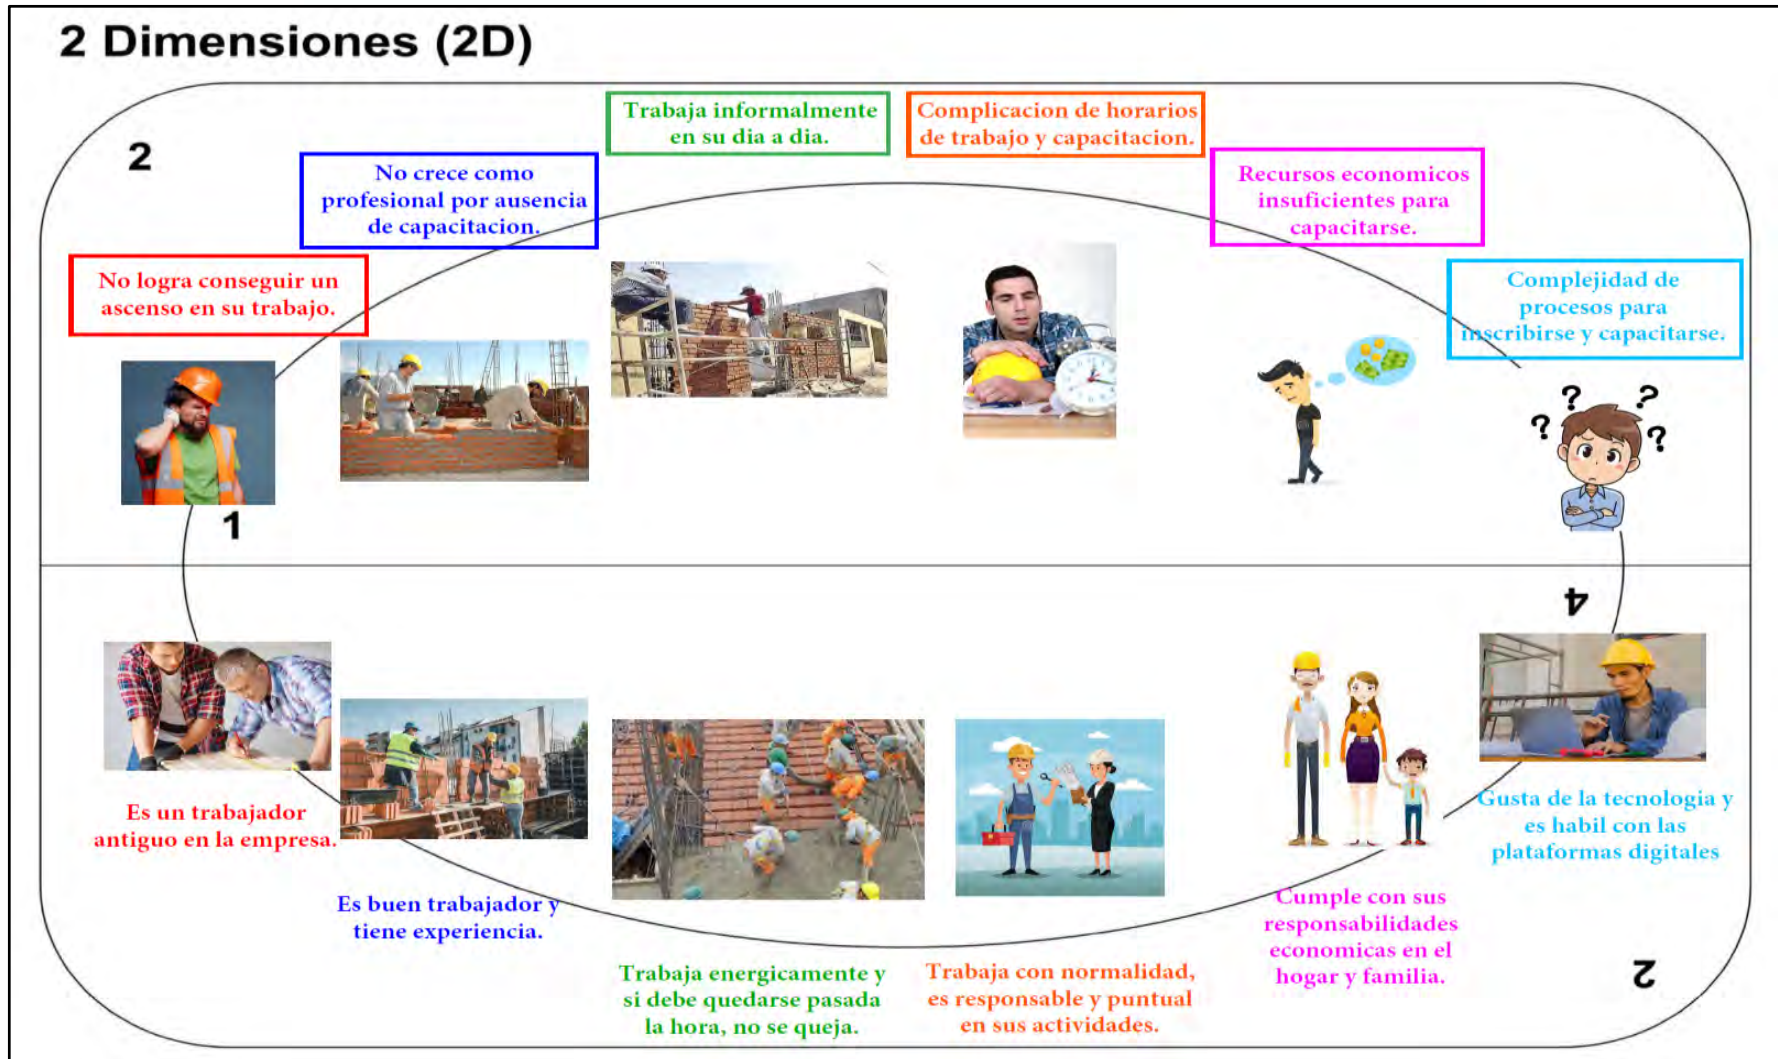 2 Dimensiones (2D)
2
Trabaja informalmente
en su dia a dia.
Complicacion de horarios
de trabajo y capacitacion.
No crece como
profesional por ausencia
de capacitacion.
Recursos economicos
insuficientes para
capacitarse.
No logra conseguir un
ascenso en su trabajo.
Complejidad de
procesos para
inscribirse y capacitarse.
? ? ? ?
1
4
Es un trabajador
antiguo en la empresa.
Es buen trabajador y
tiene experiencia.
Trabaja energicamente y
si debe quedarse pasada
la hora, no se queja.
Trabaja con normalidad,
es responsable y puntual
en sus actividades.
Cumple con sus
responsabilidades
economicas en el
hogar y familia.
Gusta de la tecnologia y
es habil con las
plataformas digitales
2